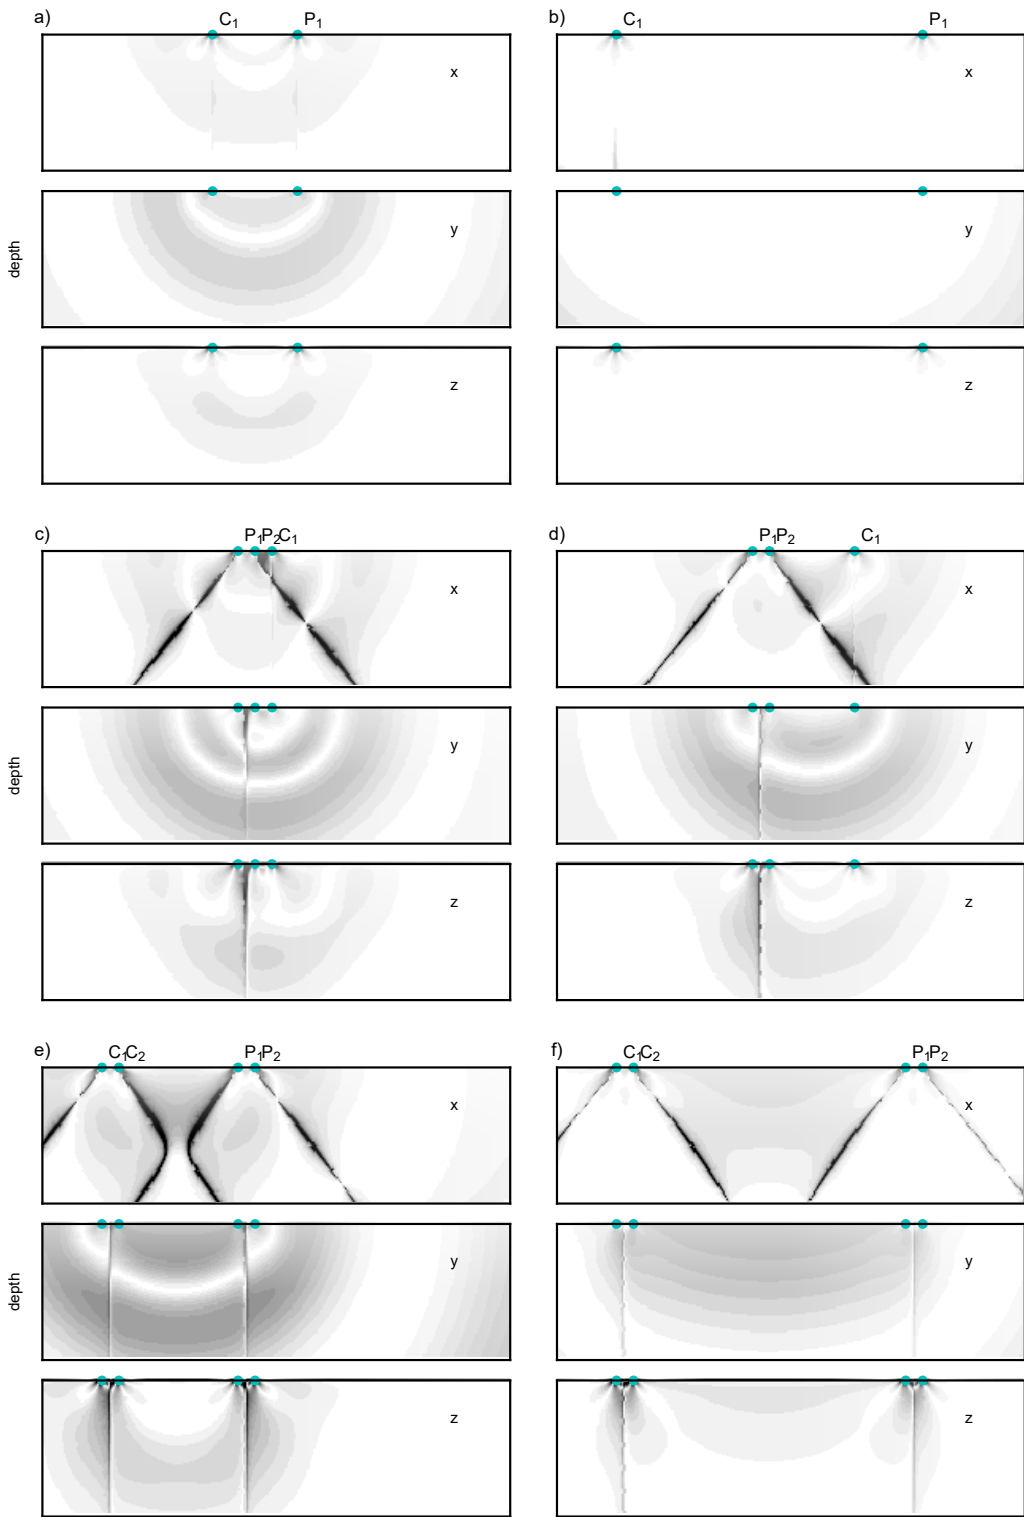 a) C1 P1
b) C1 P1
x
x
y
y
depth
z
z
c) P1P2C1
d) P1P2 C1
x
x
y
y
depth
z
z
e) C1C2 P1P2
f) C1C2 P1P2
x
x
y
y
depth
z
z